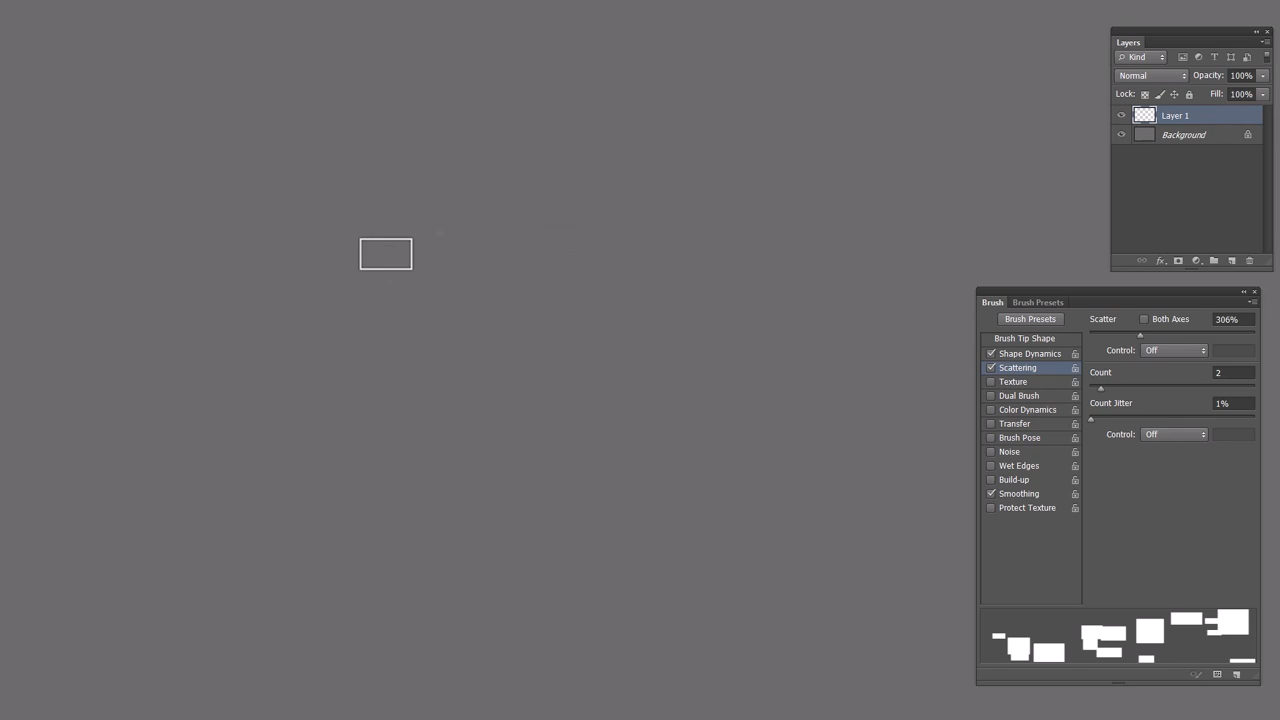 Layers
Kind
Normal Opacity: 100%
Lock: Fill: 100%
Layer 1
Background
Brush Brush Presets
Brush Presets
Brush Tip Shape
Shape Dynamics
Scattering
Texture
Dual Brush
Color Dynamics
Transfer
Brush Pose
Noise
Wet Edges
Build-up
Smoothing
Protect Texture
Scatter Both Axes 306%
Control: Off
Count 2
Count Jitter 1%
Control: Off
fx